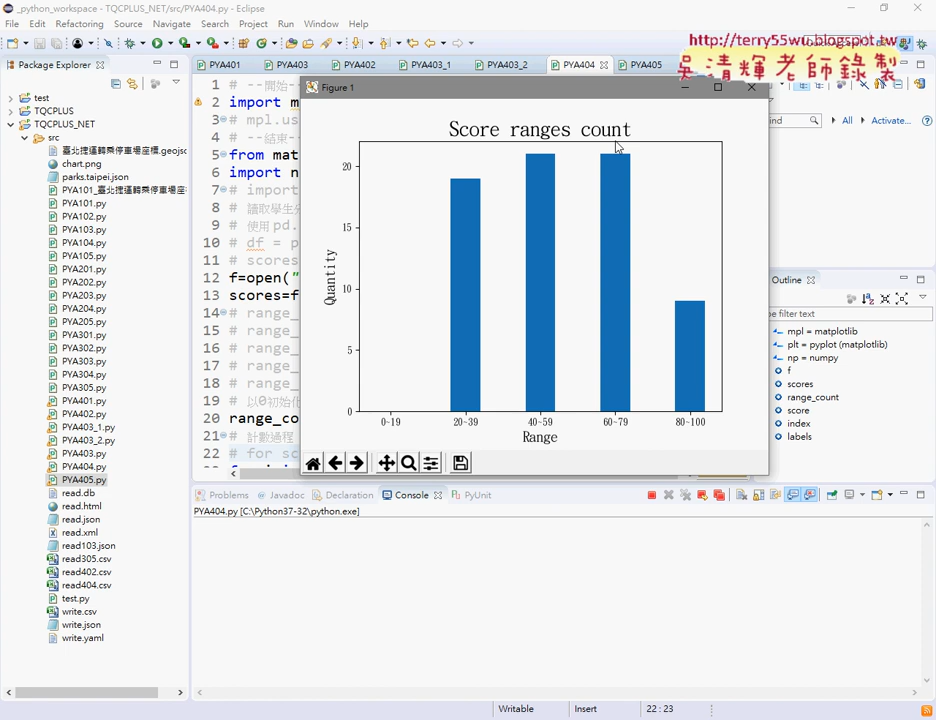 _python_workspace - TQCPLUS_NET/src/PYA404.py - Eclipse
File Edit Refactoring Source Navigate Search Project Run Window Help
http://terry55wu.blogspot.tw
吳清輝老師錄製
Package Explorer
PYA401 PYA403 PYA402 PYA403_1 PYA403_2 PYA404 PYA405
test
TQCPLUS
TQCPLUS_NET
src
臺北捷運轉乘停車場座標.geojso
chart.png
parks.taipei.json
PYA101_臺北捷運轉乘停車場座
PYA101.py
PYA102.py
PYA103.py
PYA104.py
PYA105.py
PYA201.py
PYA202.py
PYA203.py
PYA204.py
PYA205.py
PYA301.py
PYA302.py
PYA303.py
PYA304.py
PYA305.py
PYA401.py
PYA402.py
PYA403_1.py
PYA403_2.py
PYA403.py
PYA404.py
PYA405.py
read.db
read.html
read.json
read.xml
read103.json
read305.csv
read402.csv
read404.csv
test.py
write.csv
write.json
write.yaml
1 # --開始-
2 import m
3 # mpl.us
4 # --結束-
5 from mat
6 import n
7 # import
8 # 讀取學生分
9 # 使用 pd.
10 # df = p
11 # scores
12 f=open("
13 scores=f
14 # range_
15 # range_
16 # range_
17 # range_
18 # range_
19 # 以0初始化
20 range_co
21 # 計數過程
22 # for sc
Figure 1
Score ranges count
Quantity
20
15
10
5
0
0-19 20-39 40-59 60-79 80-100
Range
ind All Activate...
Outline
pe filter text
mpl = matplotlib
plt = pyplot (matplotlib)
np = numpy
f
scores
range_count
score
index
labels
Problems Javadoc Declaration Console PyUnit
PYA404.py [C:\Python37-32\python.exe]
Writable Insert 22 : 23